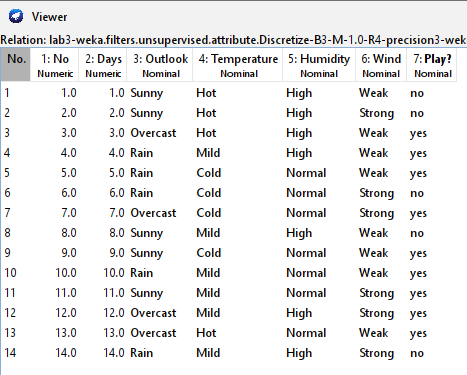 Viewer
Relation: lab3-weka.filters.unsupervised.attribute.Discretize-B3-M-1.0-R4-precision3-wek
No. 1: No 2: Days 3: Outlook 4: Temperature 5: Humidity 6: Wind 7: Play?
Numeric Numeric Nominal Nominal Nominal Nominal Nominal
1 1.0 1.0 Sunny Hot High Weak no
2 2.0 2.0 Sunny Hot High Strong no
3 3.0 3.0 Overcast Hot High Weak yes
4 4.0 4.0 Rain Mild High Weak yes
5 5.0 5.0 Rain Cold Normal Weak yes
6 6.0 6.0 Rain Cold Normal Strong no
7 7.0 7.0 Overcast Cold Normal Strong yes
8 8.0 8.0 Sunny Mild High Weak no
9 9.0 9.0 Sunny Cold Normal Weak yes
10 10.0 10.0 Rain Mild Normal Weak yes
11 11.0 11.0 Sunny Mild Normal Strong yes
12 12.0 12.0 Overcast Mild High Strong yes
13 13.0 13.0 Overcast Hot Normal Weak yes
14 14.0 14.0 Rain Mild High Strong no